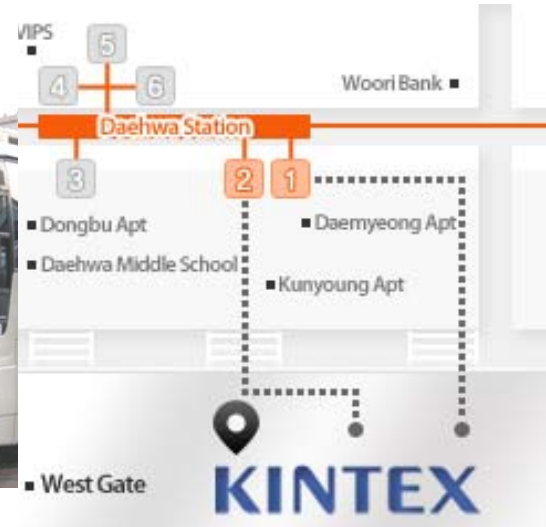 VIPS
5
4
6
Woori Bank
Daehwa Station
3
2
1
Dongbu Apt
Daemyeong Apt
Daehwa Middle School
Kunyoung Apt
West Gate
KINTEX